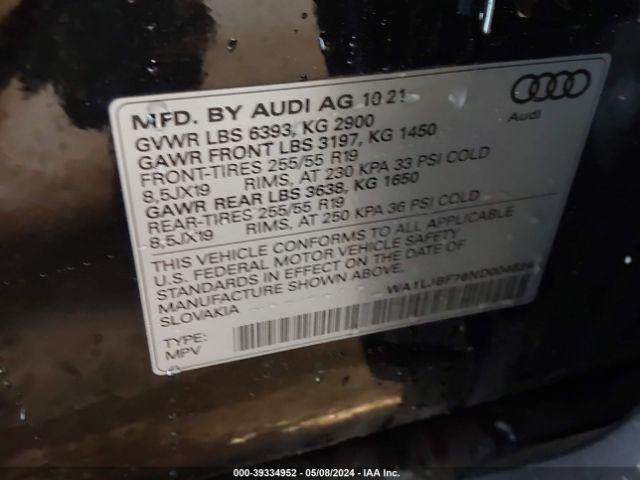 MFD. BY AUDI AG 10 21
GVWR LBS 6393, KG 2900
GAWR FRONT LBS 3197, KG 1450
FRONT-TIRES 255/55 R19
8,5JX19 RIMS, AT 230 KPA 33 PSI COLD
GAWR REAR LBS 3638, KG 1650
REAR-TIRES 255/55 R19
8,5JX19 RIMS, AT 250 KPA 36 PSI COLD
THIS VEHICLE CONFORMS TO ALL APPLICABLE
U.S. FEDERAL MOTOR VEHICLE SAFETY
STANDARDS IN EFFECT ON THE DATE OF
MANUFACTURE SHOWN ABOVE.
SLOVAKIA
TYPE:
MPV
Audi
000-39334952 - 05/08/2024 - IAA Inc.